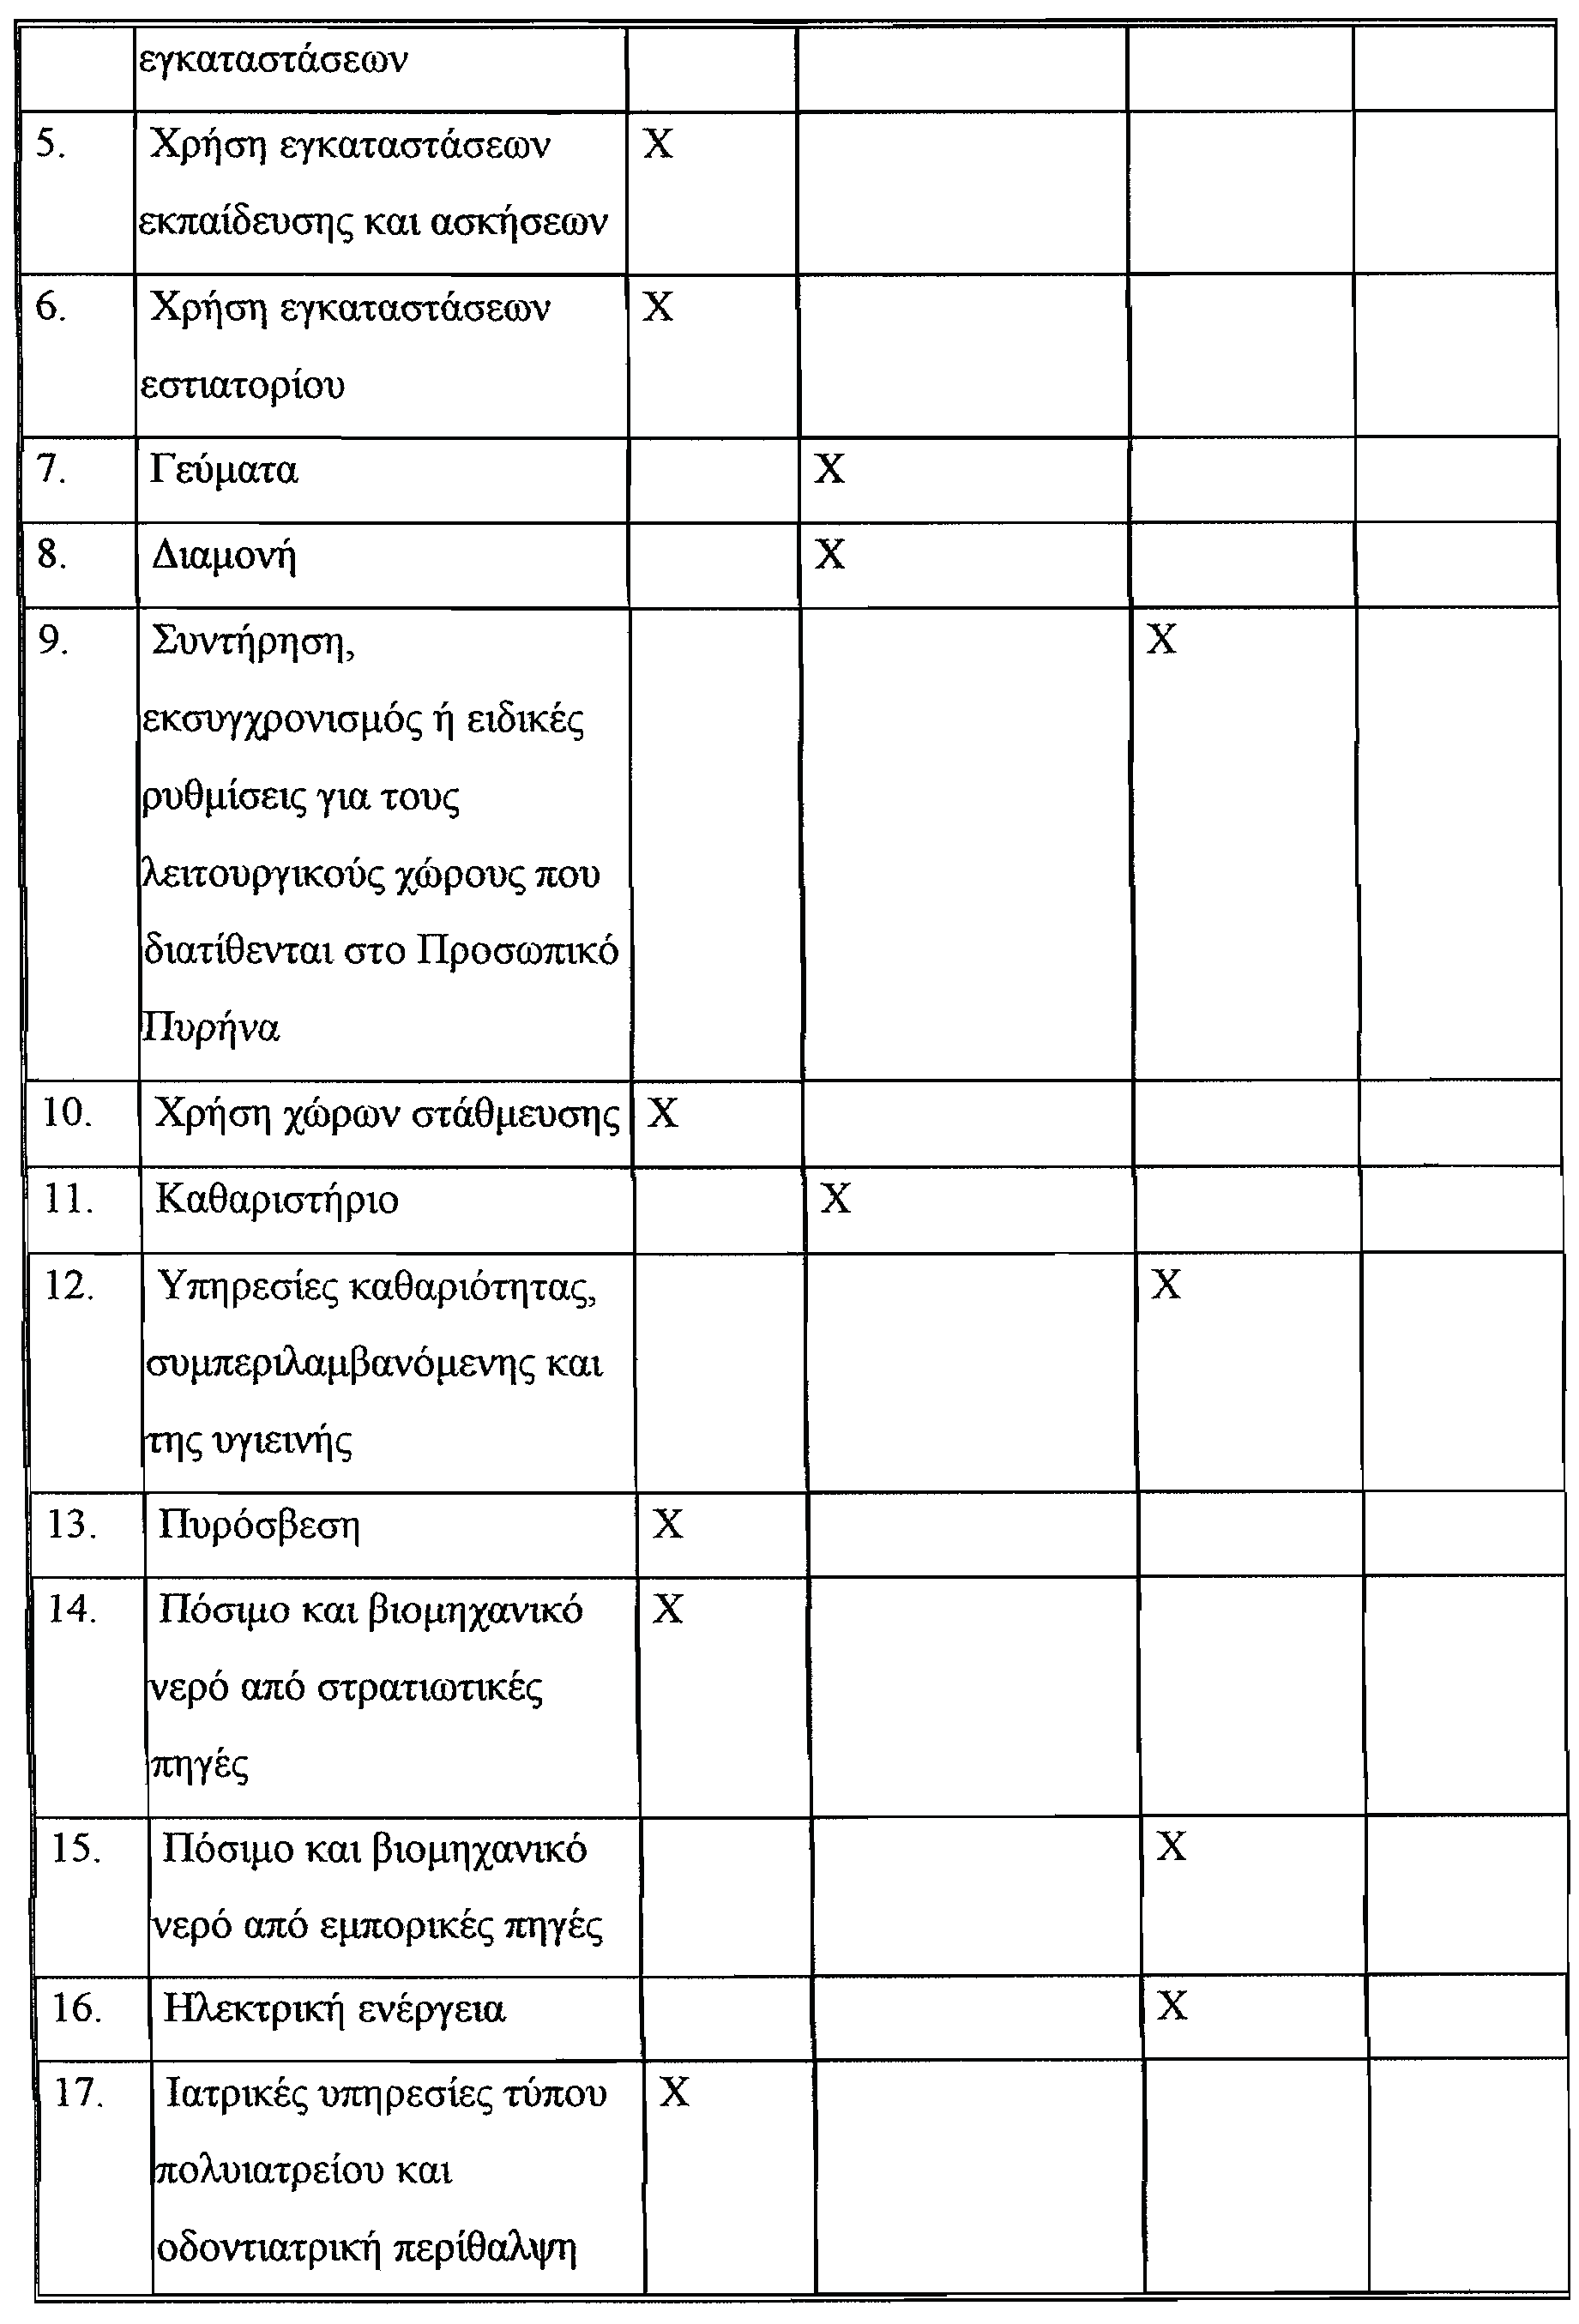 εγκαταστάσεων
5. Χρήση εγκαταστάσεων X
εκπαίδευσης και ασκήσεων
6. Χρήση εγκαταστάσεων X
εστιατορίου
7. Γεύματα X
8. Διαμονή X
9. Συντήρηση, X
εκσυγχρονισμός ή ειδικές
ρυθμίσεις για τους
λειτουργικούς χώρους που
διατίθενται στο Προσωπικό
Πυρήνα
10. Χρήση χώρων στάθμευσης X
11. Καθαριστήριο X
12. Υπηρεσίες καθαριότητας, X
συμπεριλαμβανόμενης και
της υγιεινής
13. Πυρόσβεση X
14. Πόσιμο και βιομηχανικό X
νερό από στρατιωτικές
πηγές
15. Πόσιμο και βιομηχανικό X
νερό από εμπορικές πηγές
16. Ηλεκτρική ενέργεια X
17. Ιατρικές υπηρεσίες τύπου X
πολυιατρείου και
οδοντιατρική περίθαλψη